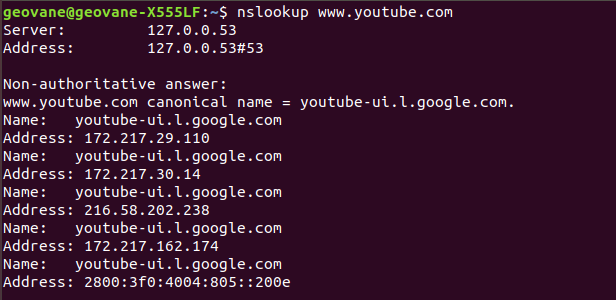 geovane@geovane-X555LF:~$ nslookup www.youtube.com
Server:         127.0.0.53
Address:        127.0.0.53#53

Non-authoritative answer:
www.youtube.com canonical name = youtube-ui.l.google.com.
Name:   youtube-ui.l.google.com
Address: 172.217.29.110
Name:   youtube-ui.l.google.com
Address: 172.217.30.14
Name:   youtube-ui.l.google.com
Address: 216.58.202.238
Name:   youtube-ui.l.google.com
Address: 172.217.162.174
Name:   youtube-ui.l.google.com
Address: 2800:3f0:4004:805::200e